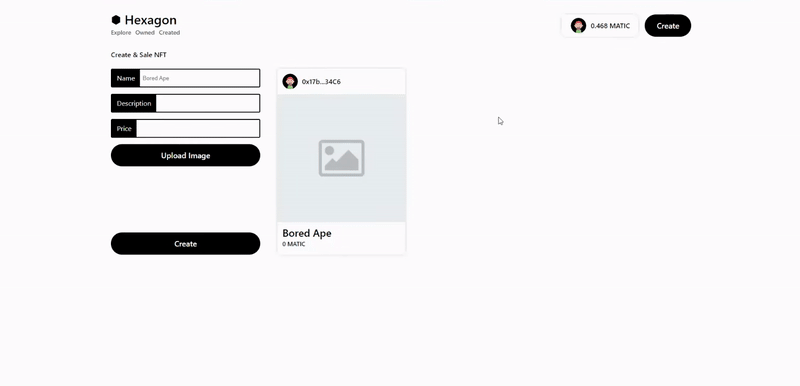 Hexagon
Explore Owned Created
0.468 MATIC
Create
Create & Sale NFT
Name Bored Ape
Description
Price
Upload Image
Create
0x17b...34C6
Bored Ape
0 MATIC